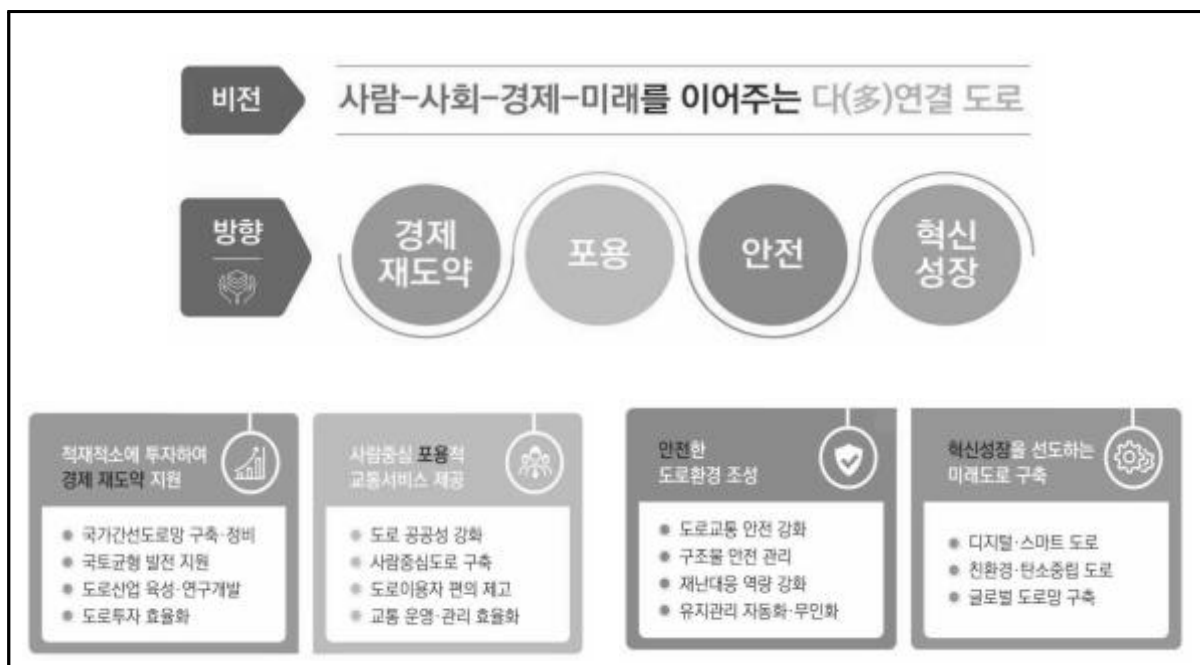 비전
사람-사회-경제-미래를 이어주는 다(多)연결 도로
방향
경제
재도약
포용
안전
혁신
성장
적재적소에 투자하여
경제 재도약 지원
• 국가간선도로망 구축·정비
• 국토균형 발전 지원
• 도로산업 육성·연구개발
• 도로투자 효율화
사람중심 포용적
교통서비스 제공
• 도로 공공성 강화
• 사람중심도로 구축
• 도로이용자 편의 제고
• 교통 운영·관리 효율화
안전한
도로환경 조성
• 도로교통 안전 강화
• 구조물 안전 관리
• 재난대응 역량 강화
• 유지관리 자동화·무인화
혁신성장을 선도하는
미래도로 구축
• 디지털·스마트 도로
• 친환경·탄소중립 도로
• 글로벌 도로망 구축